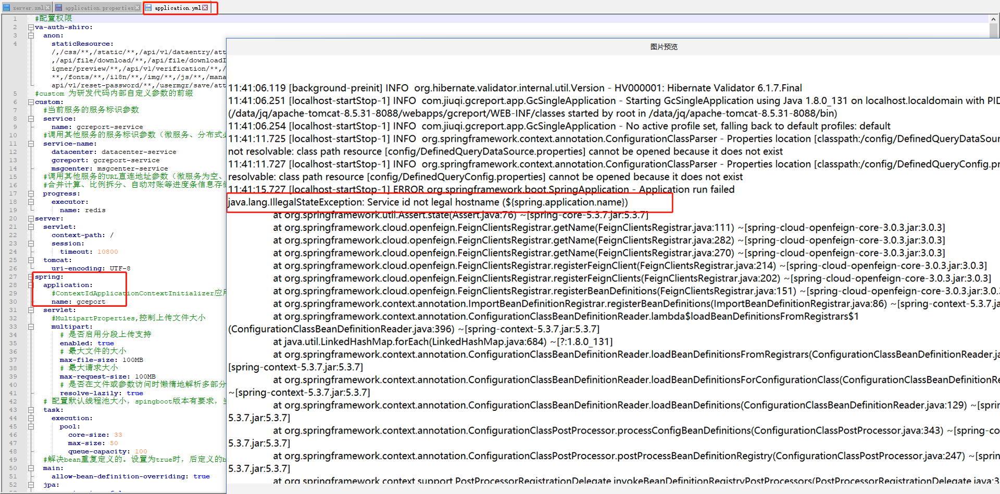 server.xml
application.properties
application.yml
1 #配置权限
2 va-auth-shiro:
3 anon:
4 staticResource:
/,/css/**,/static/**,/api/v1/dataentry/att
,/api/file/download/**,/api/file/downloadI
igner/preview/**,/api/v1/verification/**,/
**,/fonts/**,/i18n/**,/img/**,/js/**,/mana
api/v1/reset-password/**,/usermgr/save/att
5 #custom 为研发代码内部自定义参数的前缀
6 custom:
7 #当前服务的服务标识参数
8 service:
9 name: gcreport-service
10 #调用其他服务的服务标识参数（微服务、分布式必
11 service-name:
12 datacenter: datacenter-service
13 gcreport: gcreport-service
14 msgcenter: msgcenter-service
15 #调用其他服务的URL直连地址参数（微服务为空、
16 #合并计算、比例拆分、自动对账等进度条信息存储
17 progress:
18 executor:
19 name: redis
20 server:
21 servlet:
22 context-path: /
23 session:
24 timeout: 10800
25 tomcat:
26 uri-encoding: UTF-8
27 spring:
28 application:
29 #ContextIdApplicationContextInitializer应用
30 name: gceport
31 servlet:
32 #MultipartProperties,控制上传文件大小
33 multipart:
34 # 是否启用分段上传支持
35 enabled: true
36 # 最大文件的大小
37 max-file-size: 100MB
38 # 最大请求大小
39 max-request-size: 100MB
40 # 是否在文件或参数访问时懒惰地解析多部分
41 resolve-lazily: true
42 # 配置默认线程池大小，spingboot版本有要求，当
43 task:
44 execution:
45 pool:
46 core-size: 33
47 max-size: 50
48 queue-capacity: 100
49 #解决bean重复定义的。设置为true时，后定义的b
50 main:
51 allow-bean-definition-overriding: true
52 jpa:
图片预览
11:41:06.119 [background-preinit] INFO  org.hibernate.validator.internal.util.Version - HV000001: Hibernate Validator 6.1.7.Final
11:41:06.251 [localhost-startStop-1] INFO  com.jiuqi.gcreport.app.GcSingleApplication - Starting GcSingleApplication using Java 1.8.0_131 on localhost.localdomain with PID
(/data/jq/apache-tomcat-8.5.31-8088/webapps/gcreport/WEB-INF/classes started by root in /data/jq/apache-tomcat-8.5.31-8088/bin)
11:41:06.254 [localhost-startStop-1] INFO  com.jiuqi.gcreport.app.GcSingleApplication - No active profile set, falling back to default profiles: default
11:41:11.725 [localhost-startStop-1] INFO  org.springframework.context.annotation.ConfigurationClassParser - Properties location [classpath:/config/DefinedQueryDataSour
not resolvable: class path resource [config/DefinedQueryDataSource.properties] cannot be opened because it does not exist
11:41:11.727 [localhost-startStop-1] INFO  org.springframework.context.annotation.ConfigurationClassParser - Properties location [classpath:/config/DefinedQueryConfig.pr
resolvable: class path resource [config/DefinedQueryConfig.properties] cannot be opened because it does not exist
11:41:15.727 [localhost-startStop-1] ERROR org.springframework.boot.SpringApplication - Application run failed
java.lang.IllegalStateException: Service id not legal hostname (${spring.application.name})
at org.springframework.util.Assert.state(Assert.java:76) ~[spring-core-5.3.7.jar:5.3.7]
at org.springframework.cloud.openfeign.FeignClientsRegistrar.getName(FeignClientsRegistrar.java:111) ~[spring-cloud-openfeign-core-3.0.3.jar:3.0.3]
at org.springframework.cloud.openfeign.FeignClientsRegistrar.getName(FeignClientsRegistrar.java:282) ~[spring-cloud-openfeign-core-3.0.3.jar:3.0.3]
at org.springframework.cloud.openfeign.FeignClientsRegistrar.getName(FeignClientsRegistrar.java:270) ~[spring-cloud-openfeign-core-3.0.3.jar:3.0.3]
at org.springframework.cloud.openfeign.FeignClientsRegistrar.registerFeignClient(FeignClientsRegistrar.java:214) ~[spring-cloud-openfeign-core-3.0.3.jar:3.0.3]
at org.springframework.cloud.openfeign.FeignClientsRegistrar.registerFeignClients(FeignClientsRegistrar.java:202) ~[spring-cloud-openfeign-core-3.0.3.jar:3.0.3]
at org.springframework.cloud.openfeign.FeignClientsRegistrar.registerBeanDefinitions(FeignClientsRegistrar.java:151) ~[spring-cloud-openfeign-core-3.0.3.jar:3.0.3
at org.springframework.context.annotation.ImportBeanDefinitionRegistrar.registerBeanDefinitions(ImportBeanDefinitionRegistrar.java:86) ~[spring-context-5.3.7.ja
at org.springframework.context.annotation.ConfigurationClassBeanDefinitionReader.lambda$loadBeanDefinitionsFromRegistrars$1
(ConfigurationClassBeanDefinitionReader.java:396) ~[spring-context-5.3.7.jar:5.3.7]
at java.util.LinkedHashMap.forEach(LinkedHashMap.java:684) ~[?:1.8.0_131]
at org.springframework.context.annotation.ConfigurationClassBeanDefinitionReader.loadBeanDefinitionsFromRegistrars(ConfigurationClassBeanDefinitionReader.ja
[spring-context-5.3.7.jar:5.3.7]
at org.springframework.context.annotation.ConfigurationClassBeanDefinitionReader.loadBeanDefinitionsForConfigurationClass(ConfigurationClassBeanDefinitionRe
~[spring-context-5.3.7.jar:5.3.7]
at org.springframework.context.annotation.ConfigurationClassBeanDefinitionReader.loadBeanDefinitions(ConfigurationClassBeanDefinitionReader.java:129) ~[sprin
5.3.7.jar:5.3.7]
at org.springframework.context.annotation.ConfigurationClassPostProcessor.processConfigBeanDefinitions(ConfigurationClassPostProcessor.java:343) ~[spring-co
5.3.7.jar:5.3.7]
at org.springframework.context.annotation.ConfigurationClassPostProcessor.postProcessBeanDefinitionRegistry(ConfigurationClassPostProcessor.java:247) ~[sprin
5.3.7.jar:5.3.7]
at org.springframework.context.support.PostProcessorRegistrationDelegate.invokeBeanDefinitionRegistryPostProcessors(PostProcessorRegistrationDelegate.java:3